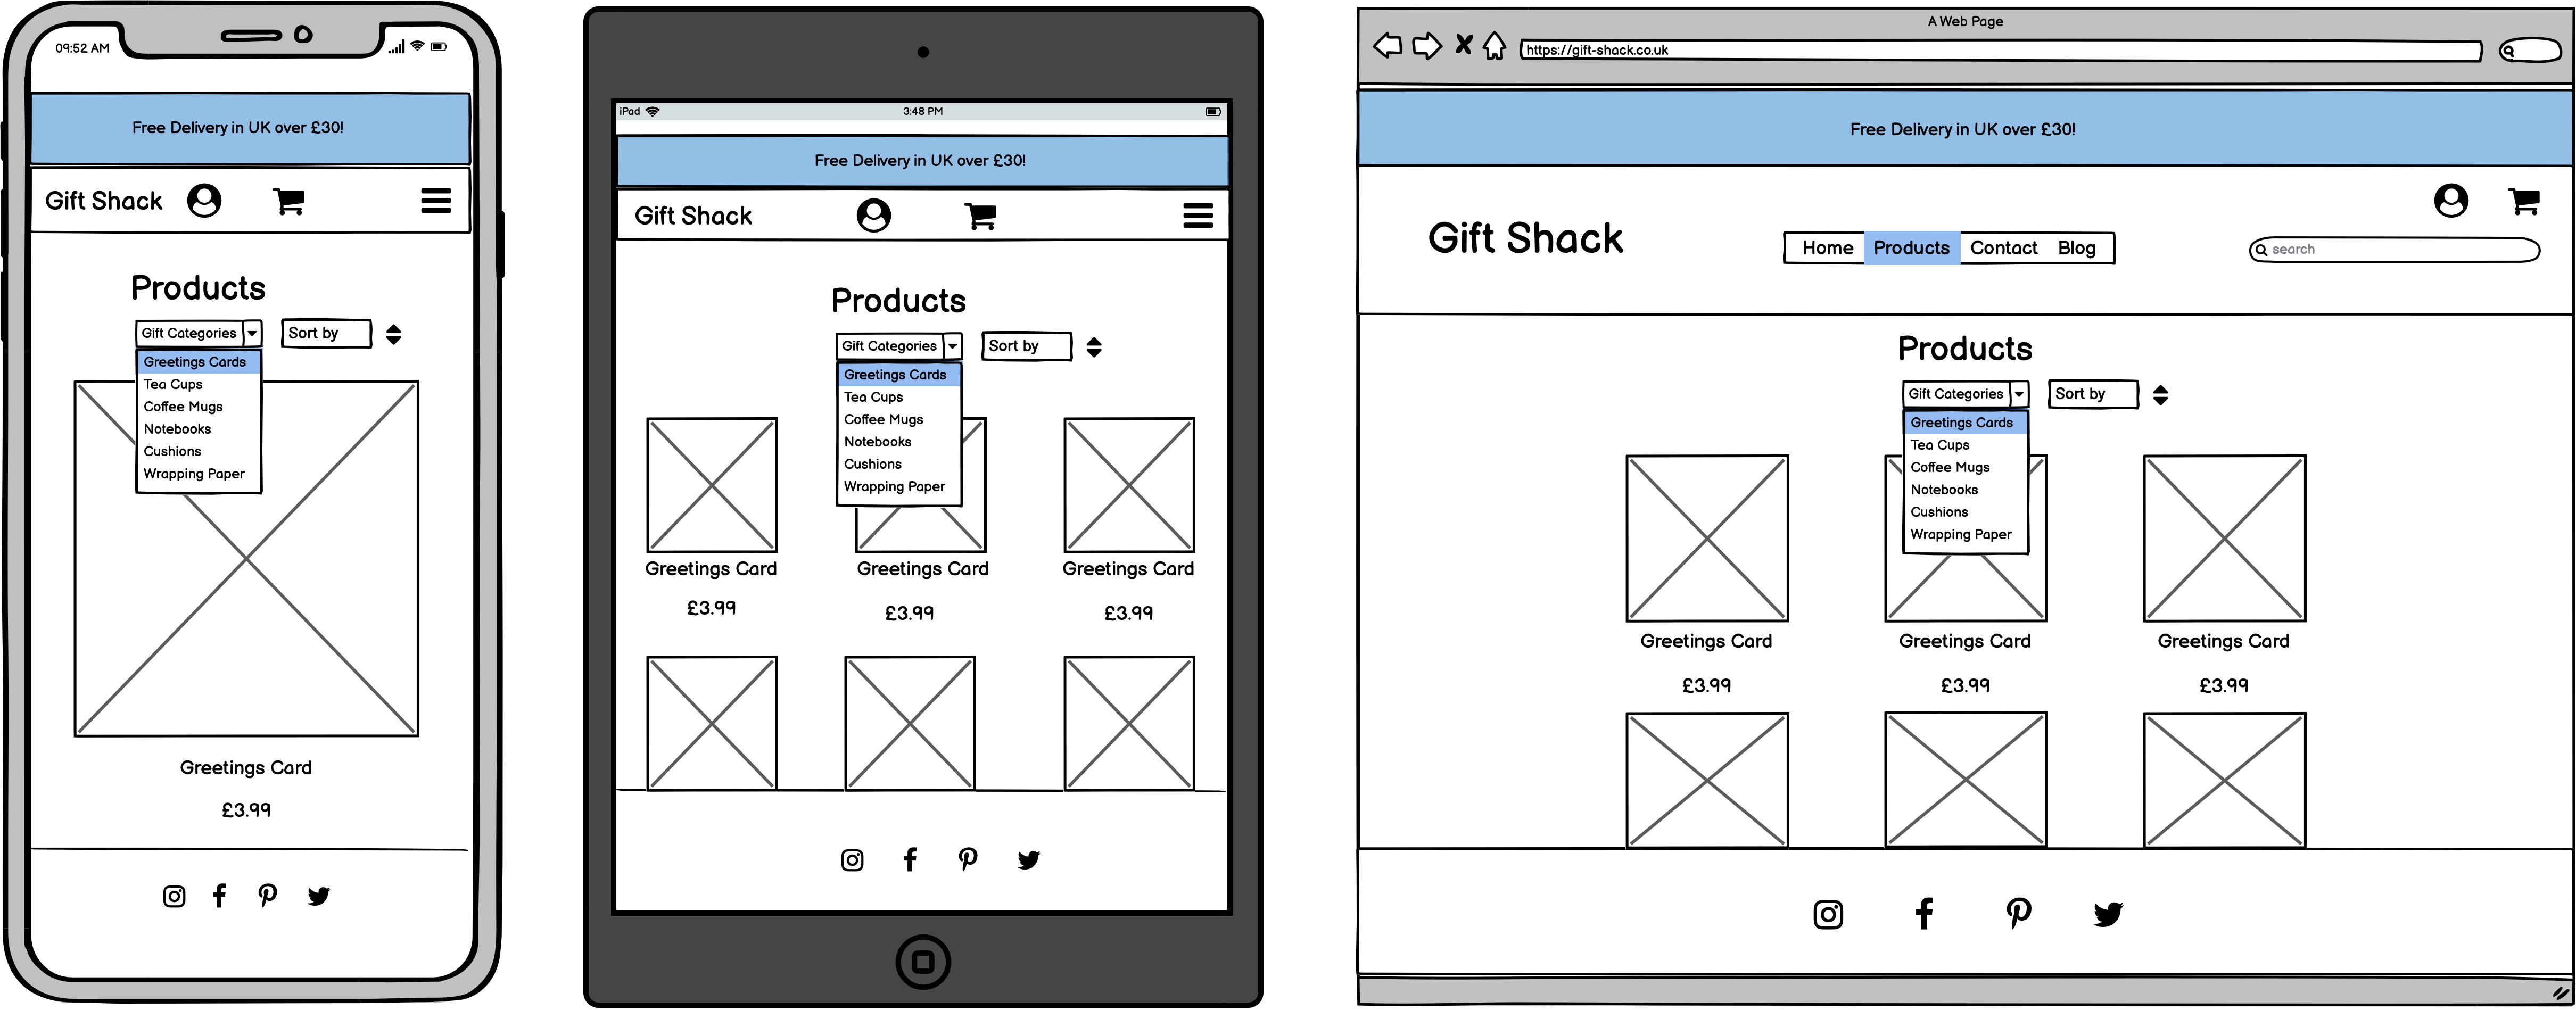 09:52 AM
Free Delivery in UK over £30!
Gift Shack
Products
Gift Categories
Sort by
Greetings Cards
Tea Cups
Coffee Mugs
Notebooks
Cushions
Wrapping Paper
Greetings Card
£3.99
iPad
3:48 PM
Free Delivery in UK over £30!
Gift Shack
Products
Gift Categories
Sort by
Greetings Cards
Tea Cups
Coffee Mugs
Notebooks
Cushions
Wrapping Paper
Greetings Card
Greetings Card
Greetings Card
£3.99
£3.99
£3.99
A Web Page
https://gift-shack.co.uk
Free Delivery in UK over £30!
Gift Shack
Home
Products
Contact
Blog
search
Products
Gift Categories
Sort by
Greetings Cards
Tea Cups
Coffee Mugs
Notebooks
Cushions
Wrapping Paper
Greetings Card
Greetings Card
Greetings Card
£3.99
£3.99
£3.99